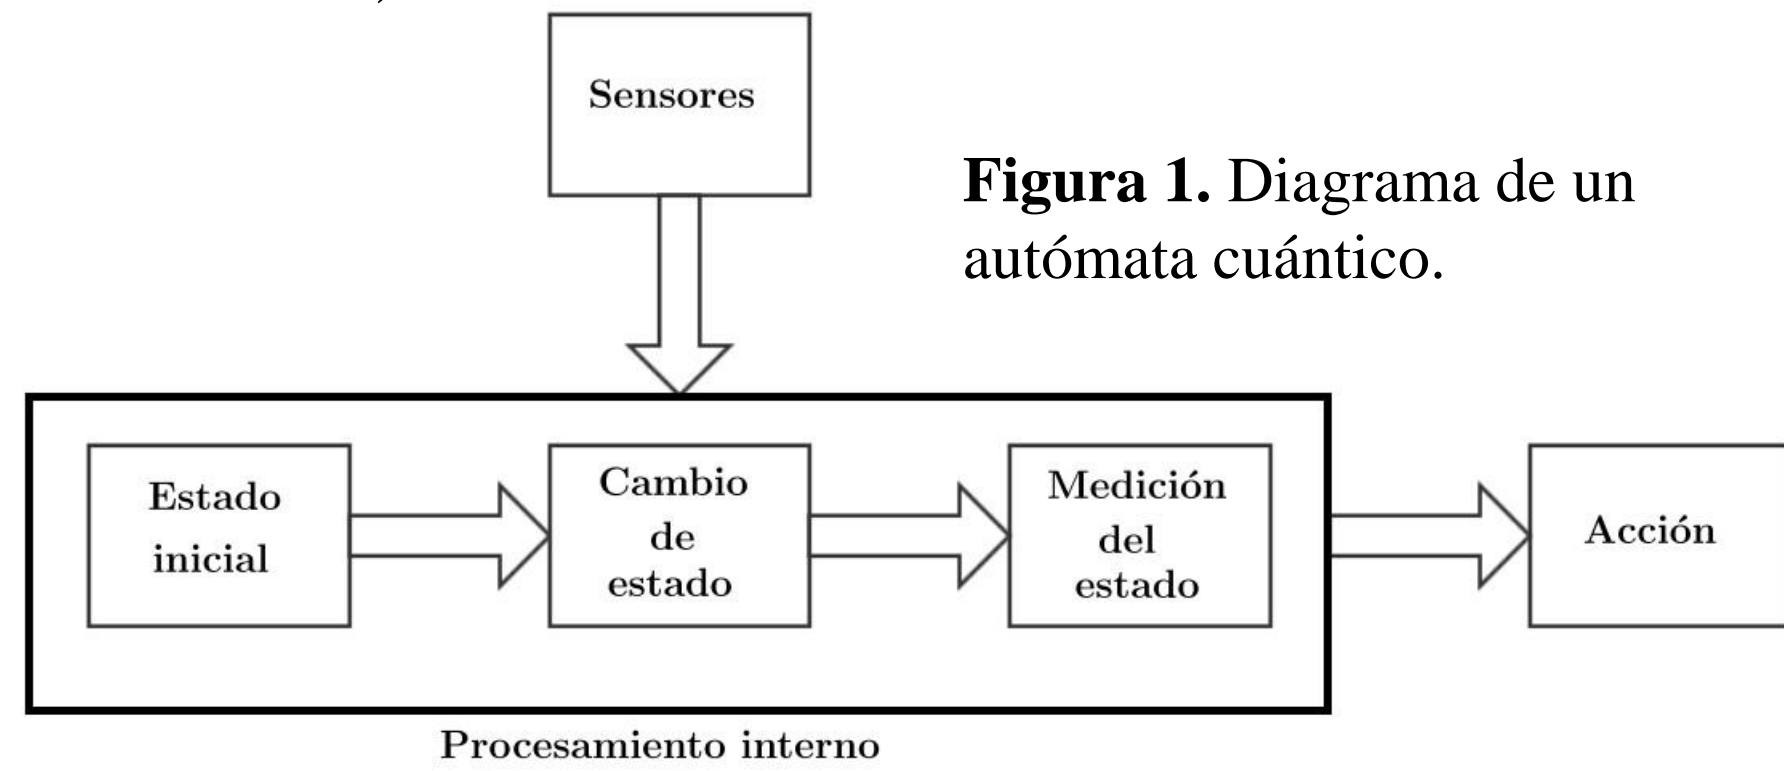 Sensores
Figura 1. Diagrama de un
autómata cuántico.
Estado
inicial
Cambio
de
estado
Medición
del
estado
Acción
Procesamiento interno